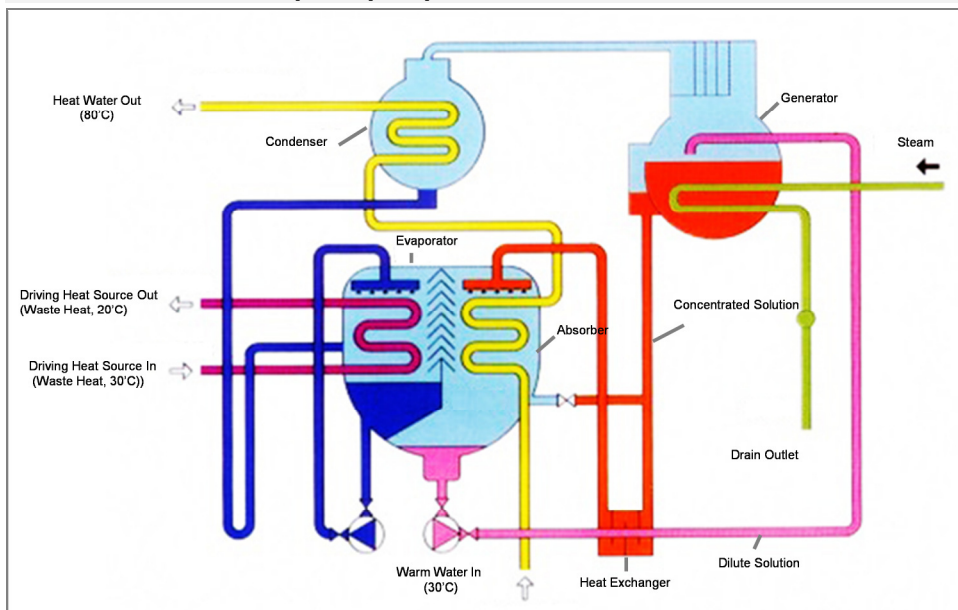 Heat Water Out
(80'C)
Condenser
Generator
Steam
Evaporator
Driving Heat Source Out
(Waste Heat, 20'C)
Absorber
Concentrated Solution
Driving Heat Source In
(Waste Heat, 30'C))
Drain Outlet
Warm Water In
(30'C)
Heat Exchanger
Dilute Solution